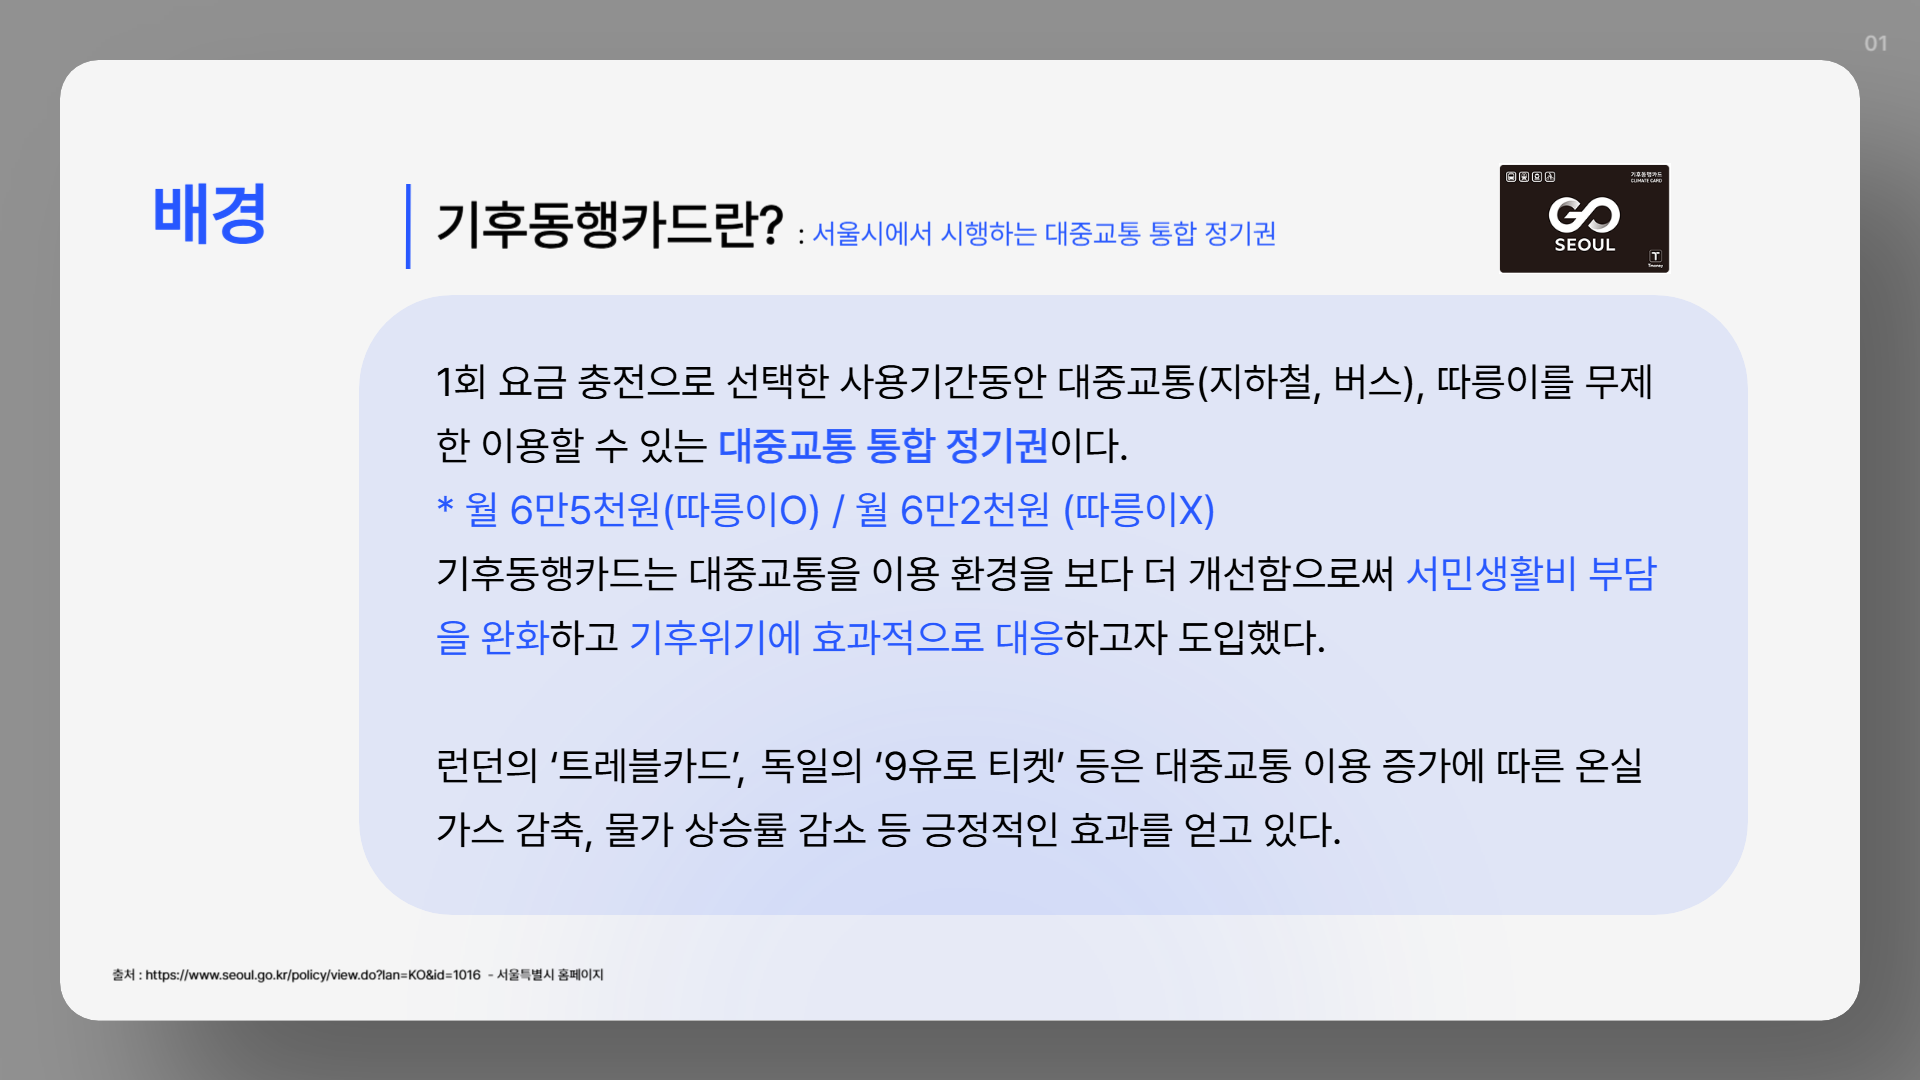 01
배경
기후동행카드란? : 서울시에서 시행하는 대중교통 통합 정기권
기후동행카드
CLIMATE CARD
GO
SEOUL
T
Tmoney
1회 요금 충전으로 선택한 사용기간동안 대중교통(지하철, 버스), 따릉이를 무제
한 이용할 수 있는 대중교통 통합 정기권이다.
* 월 6만5천원(따릉이O) / 월 6만2천원 (따릉이X)
기후동행카드는 대중교통을 이용 환경을 보다 더 개선함으로써 서민생활비 부담
을 완화하고 기후위기에 효과적으로 대응하고자 도입했다.
런던의 ‘트레블카드’, 독일의 ‘9유로 티켓’ 등은 대중교통 이용 증가에 따른 온실
가스 감축, 물가 상승률 감소 등 긍정적인 효과를 얻고 있다.
출처 : https://www.seoul.go.kr/policy/view.do?lan=KO&id=1016 - 서울특별시 홈페이지